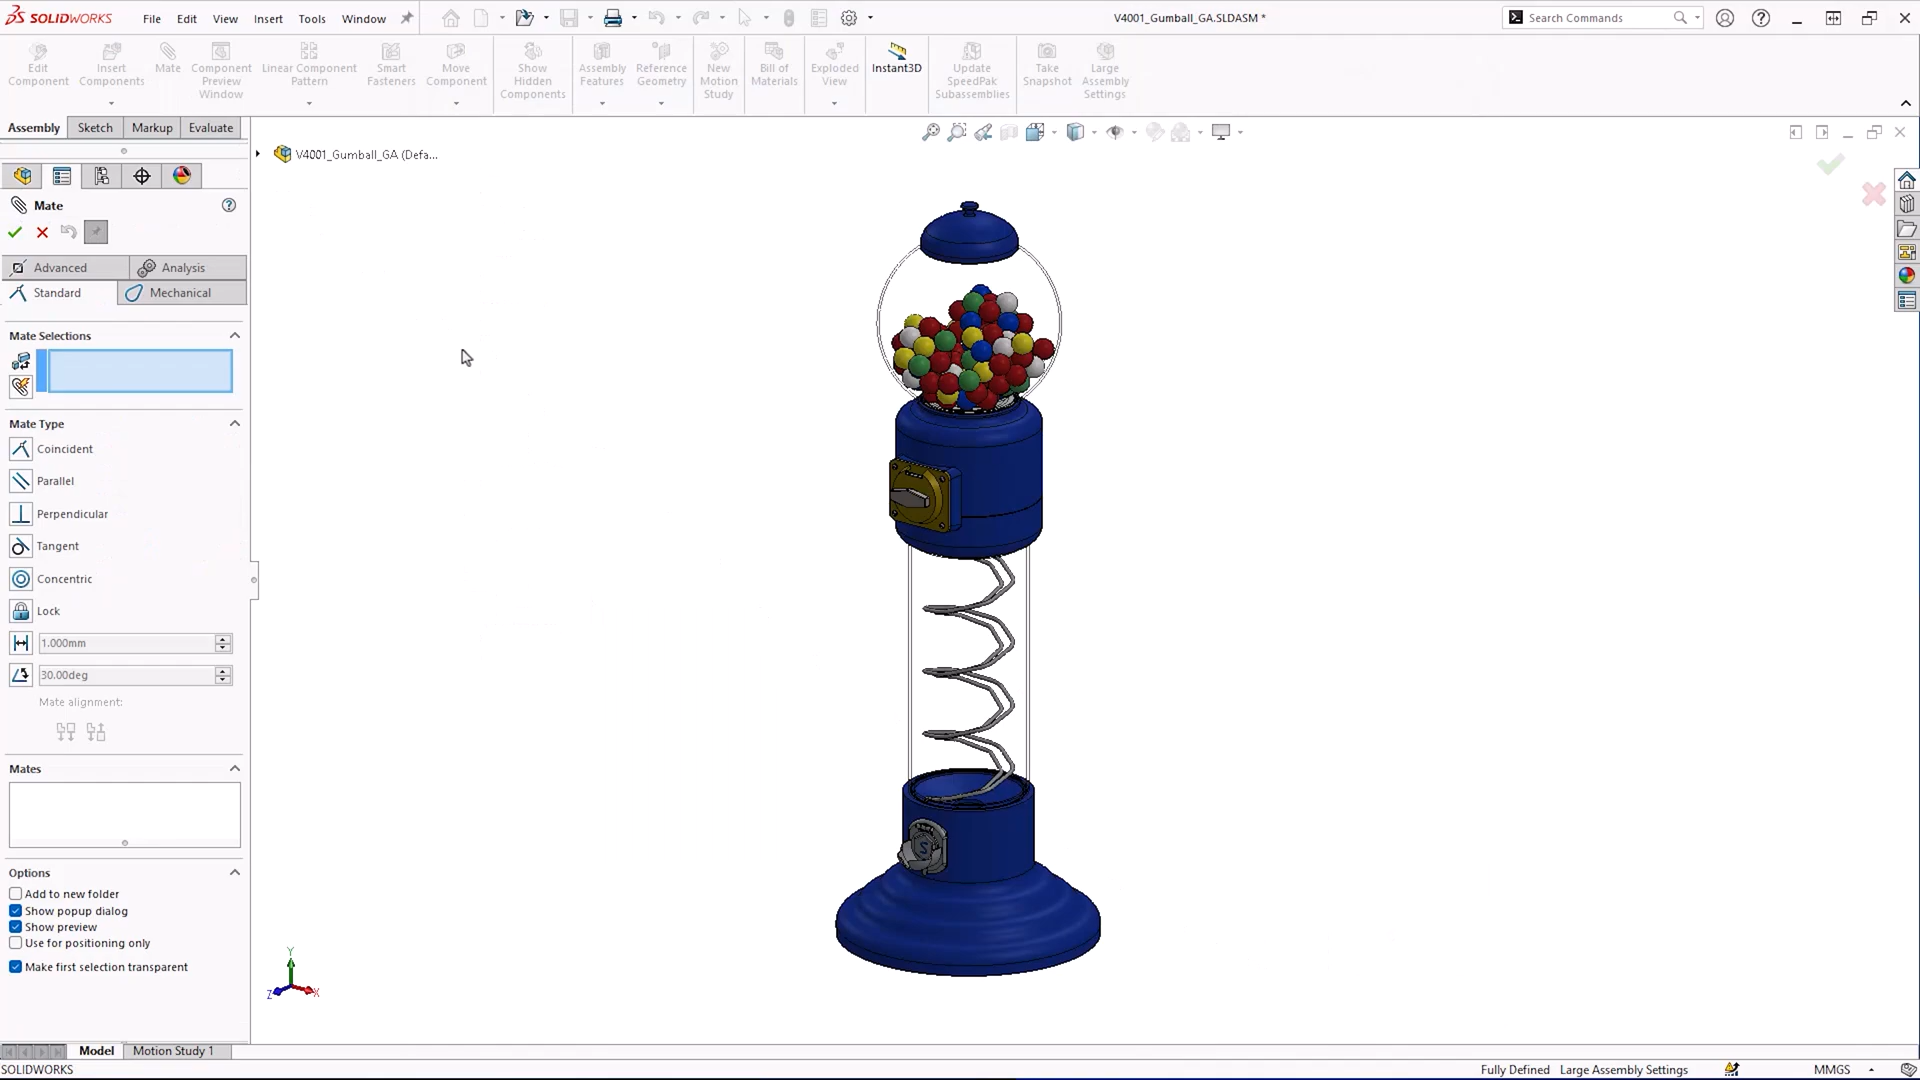 SOLIDWORKS
File Edit View Insert Tools Window
V4001_Gumball_GA.SLDASM *
Search Commands
Edit Component
Insert Components
Mate
Component Preview Window
Linear Component Pattern
Smart Fasteners
Move Component
Show Hidden Components
Assembly Features
Reference Geometry
New Motion Study
Bill of Materials
Exploded View
Instant3D
Update SpeedPak Subassemblies
Take Snapshot
Large Assembly Settings
Assembly Sketch Markup Evaluate
V4001_Gumball_GA (Defa...
Mate
Advanced Analysis
Standard Mechanical
Mate Selections
Mate Type
Coincident
Parallel
Perpendicular
Tangent
Concentric
Lock
1.000mm
30.00deg
Mate alignment:
Mates
Options
Add to new folder
Show popup dialog
Show preview
Use for positioning only
Make first selection transparent
Y
Z X
S
Model Motion Study 1
SOLIDWORKS
Fully Defined Large Assembly Settings MMGS